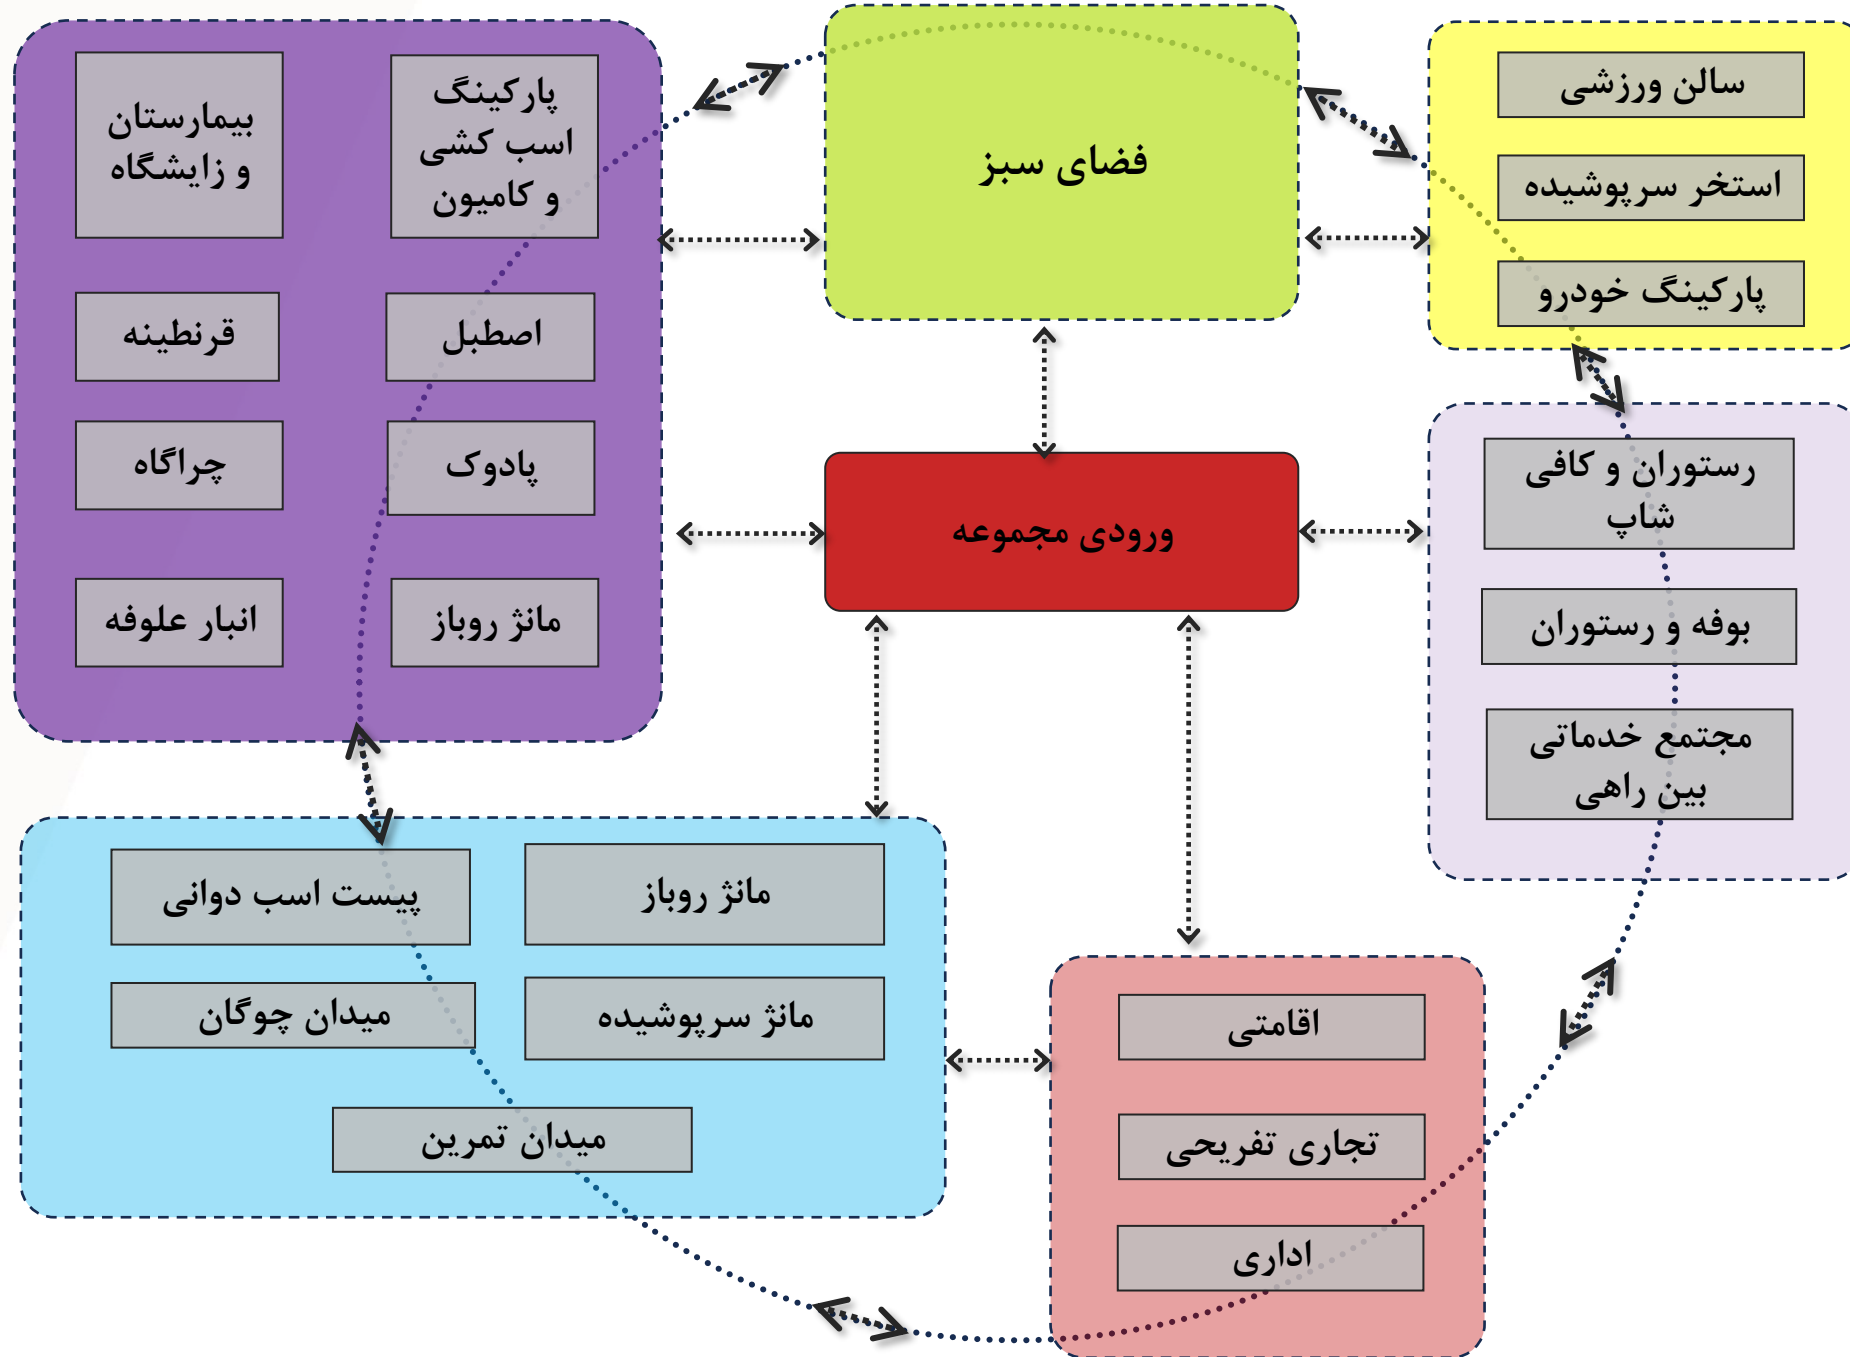 سالن ورزشی
استخر سرپوشیده
پارکینگ خودرو
فضای سبز
پارکینگ
اسب کشی
و کامیون
بیمارستان
و زایشگاه
اصطبل
قرنطینه
پادوک
چراگاه
مانژ روباز
انبار علوفه
ورودی مجموعه
رستوران و کافی
شاپ
بوفه و رستوران
مجتمع خدماتی
بین راهی
مانژ روباز
پیست اسب دوانی
مانژ سرپوشیده
میدان چوگان
میدان تمرین
اقامتی
تجاری تفریحی
اداری